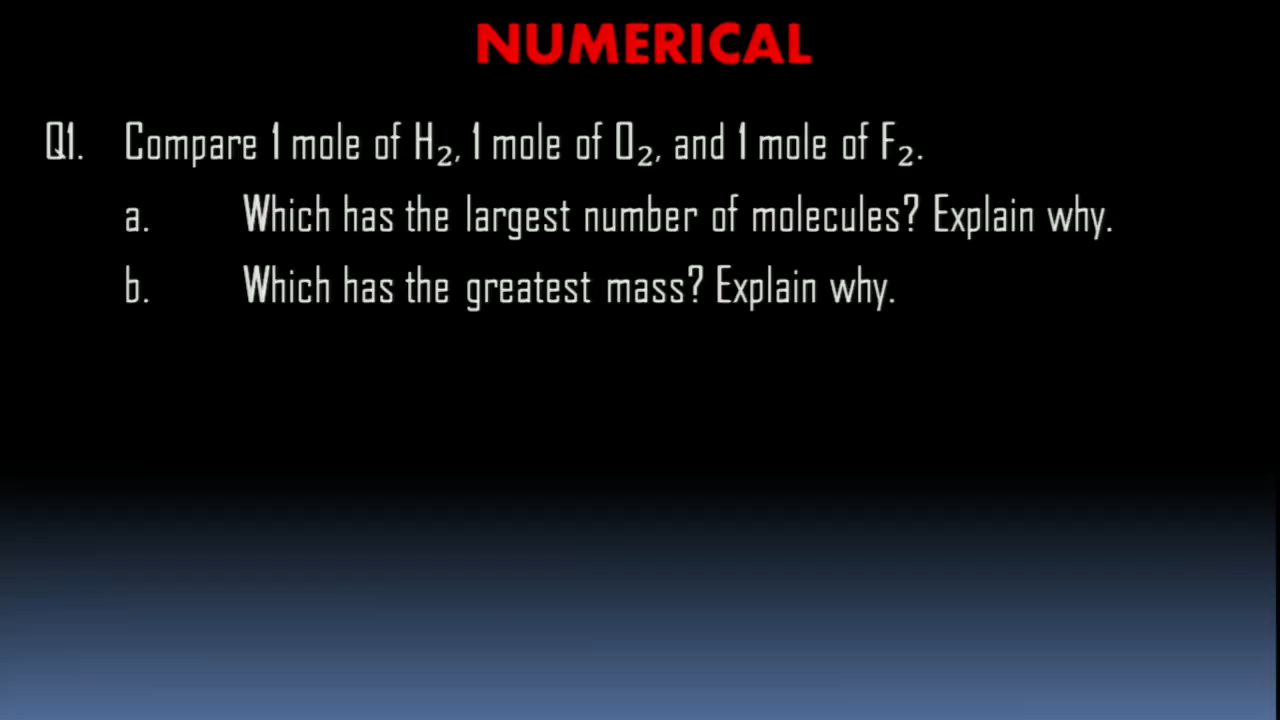 NUMERICAL
Q1. Compare 1 mole of H₂, 1 mole of O₂, and 1 mole of F₂.
a. Which has the largest number of molecules? Explain why.
b. Which has the greatest mass? Explain why.